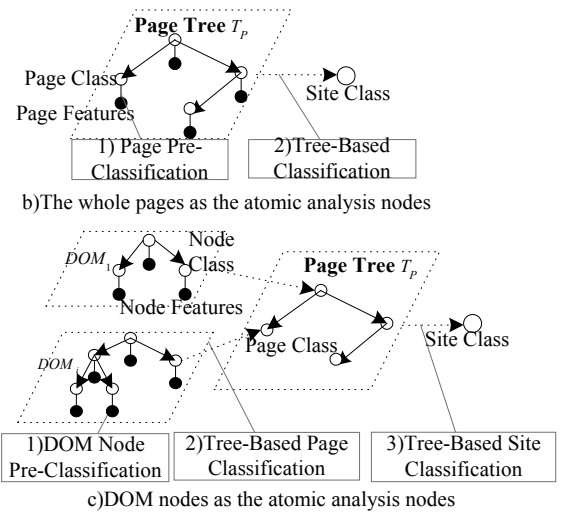 Page Tree T_P
Page Class
Page Features
Site Class
1) Page Pre-
Classification
2)Tree-Based
Classification
b)The whole pages as the atomic analysis nodes
Node
Class
DOM_1
Node Features
Page Tree T_P
DOM_i
Page Class
Site Class
1)DOM Node
Pre-Classification
2)Tree-Based Page
Classification
3)Tree-Based Site
Classification
c)DOM nodes as the atomic analysis nodes